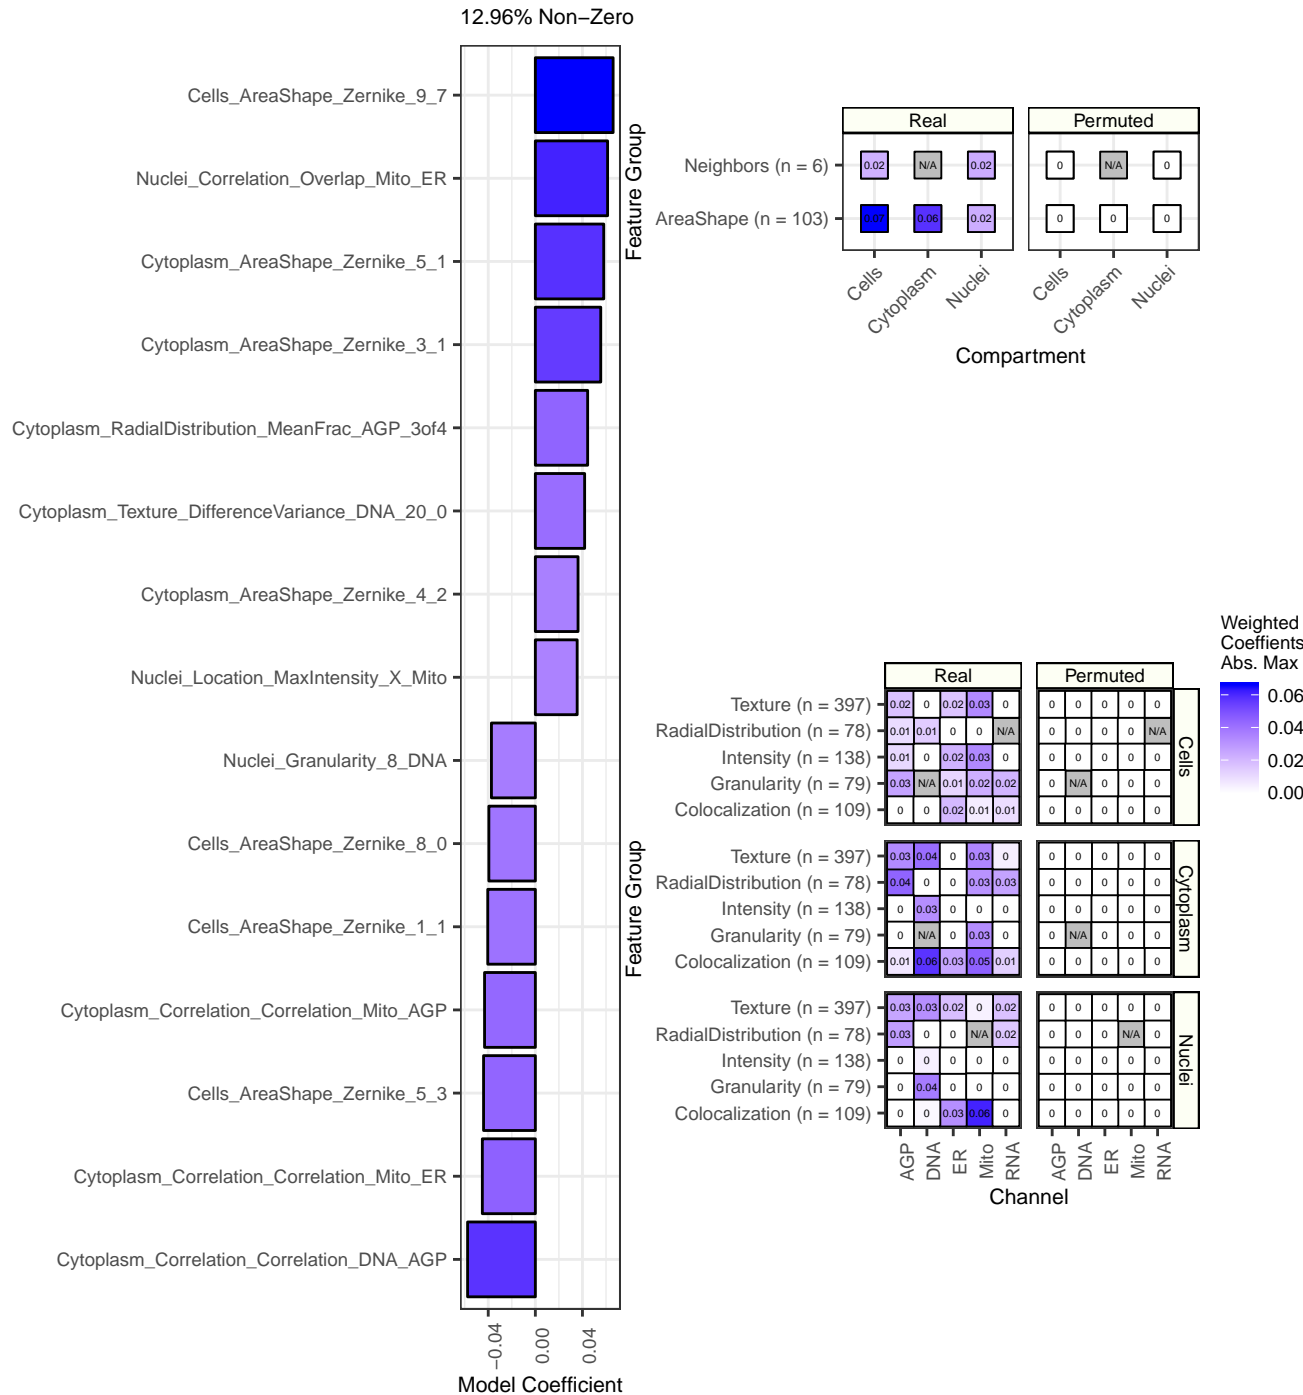 12.96% Non−Zero
Cells_AreaShape_Zernike_9_7
Nuclei_Correlation_Overlap_Mito_ER
Cytoplasm_AreaShape_Zernike_5_1
Cytoplasm_AreaShape_Zernike_3_1
Cytoplasm_RadialDistribution_MeanFrac_AGP_3of4
Cytoplasm_Texture_DifferenceVariance_DNA_20_0
Cytoplasm_AreaShape_Zernike_4_2
Nuclei_Location_MaxIntensity_X_Mito
Nuclei_Granularity_8_DNA
Cells_AreaShape_Zernike_8_0
Cells_AreaShape_Zernike_1_1
Cytoplasm_Correlation_Correlation_Mito_AGP
Cells_AreaShape_Zernike_5_3
Cytoplasm_Correlation_Correlation_Mito_ER
Cytoplasm_Correlation_Correlation_DNA_AGP
−0.04 0.00 0.04
Model Coefficient
Feature Group
Real Permuted
Neighbors (n = 6) 0.02 N/A 0.02 0 N/A 0
AreaShape (n = 103) 0.07 0.06 0.02 0 0 0
Cells Cytoplasm Nuclei Cells Cytoplasm Nuclei
Compartment
Feature Group
Real Permuted
Texture (n = 397) 0.02 0 0.02 0.03 0 0 0 0 0 0
RadialDistribution (n = 78) 0.01 0.01 0 0 N/A 0 0 0 0 N/A
Intensity (n = 138) 0.01 0 0.02 0.03 0 0 0 0 0 0
Granularity (n = 79) 0.03 N/A 0.01 0.02 0.02 0 N/A 0 0 0
Colocalization (n = 109) 0 0 0.02 0.01 0.01 0 0 0 0 0
Cells
Texture (n = 397) 0.03 0.04 0 0.03 0 0 0 0 0 0
RadialDistribution (n = 78) 0.04 0 0 0.03 0.03 0 0 0 0 0
Intensity (n = 138) 0 0.03 0 0 0 0 0 0 0 0
Granularity (n = 79) 0 N/A 0 0.03 0 0 N/A 0 0 0
Colocalization (n = 109) 0.01 0.06 0.03 0.05 0.01 0 0 0 0 0
Cytoplasm
Texture (n = 397) 0.03 0.03 0.02 0 0.02 0 0 0 0 0
RadialDistribution (n = 78) 0.03 0 0 N/A 0.02 0 0 0 N/A 0
Intensity (n = 138) 0 0 0 0 0 0 0 0 0 0
Granularity (n = 79) 0 0.04 0 0 0 0 0 0 0 0
Colocalization (n = 109) 0 0 0.03 0.06 0 0 0 0 0 0
Nuclei
AGP DNA ER Mito RNA AGP DNA ER Mito RNA
Channel
Weighted
Coeffients
Abs. Max
0.06
0.04
0.02
0.00